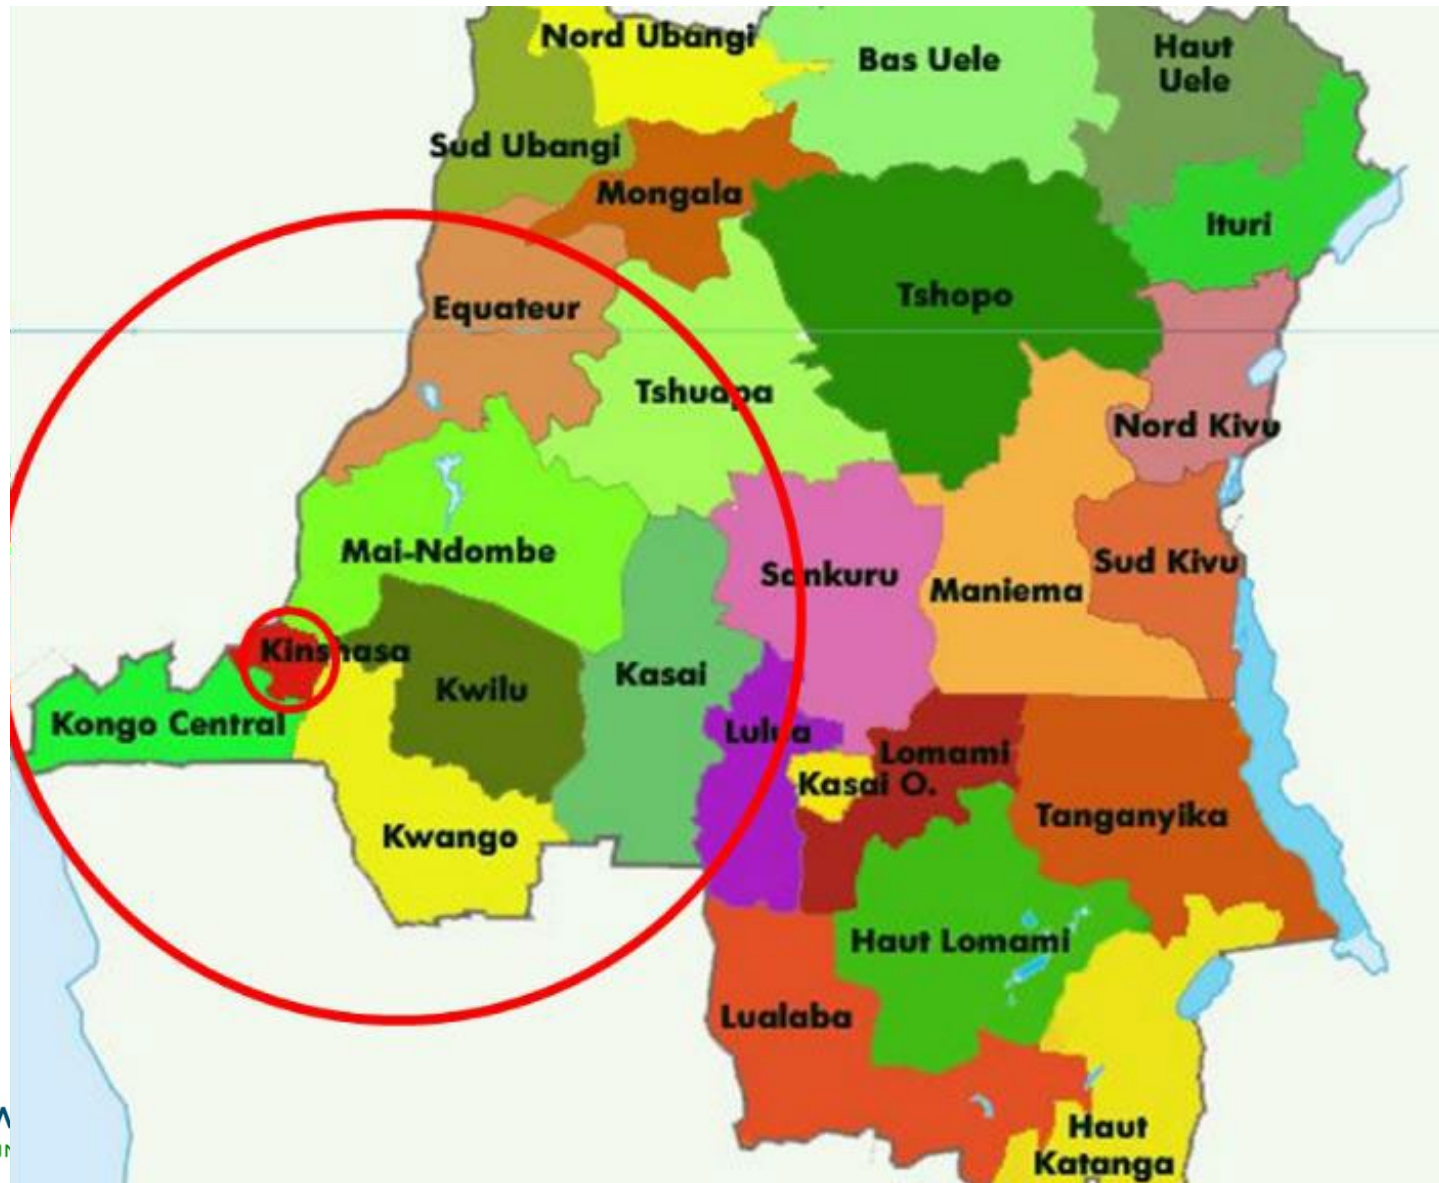 Nord Ubangi
Bas Uele
Haut
Uele
Sud Ubangi
Mongala
Ituri
Equateur
Tshopo
Tshuapa
Nord Kivu
Mai-Ndombe
Sankuru
Maniema
Sud Kivu
Kinshasa
Kwilu
Kasai
Kongo Central
Lulua
Lomami
Kasai O.
Kwango
Tanganyika
Haut Lomami
Lualaba
Haut
Katanga